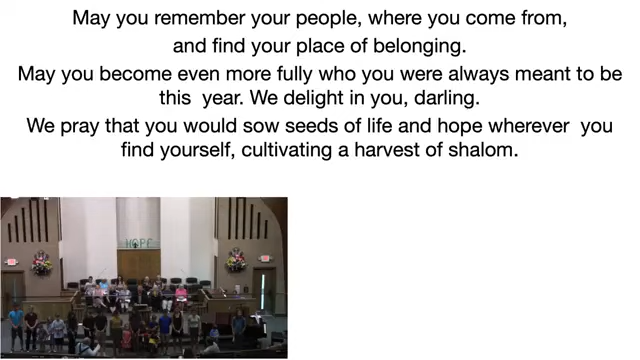 May you remember your people, where you come from,
and find your place of belonging.
May you become even more fully who you were always meant to be
this  year. We delight in you, darling.
We pray that you would sow seeds of life and hope wherever  you
find yourself, cultivating a harvest of shalom.
HOPE